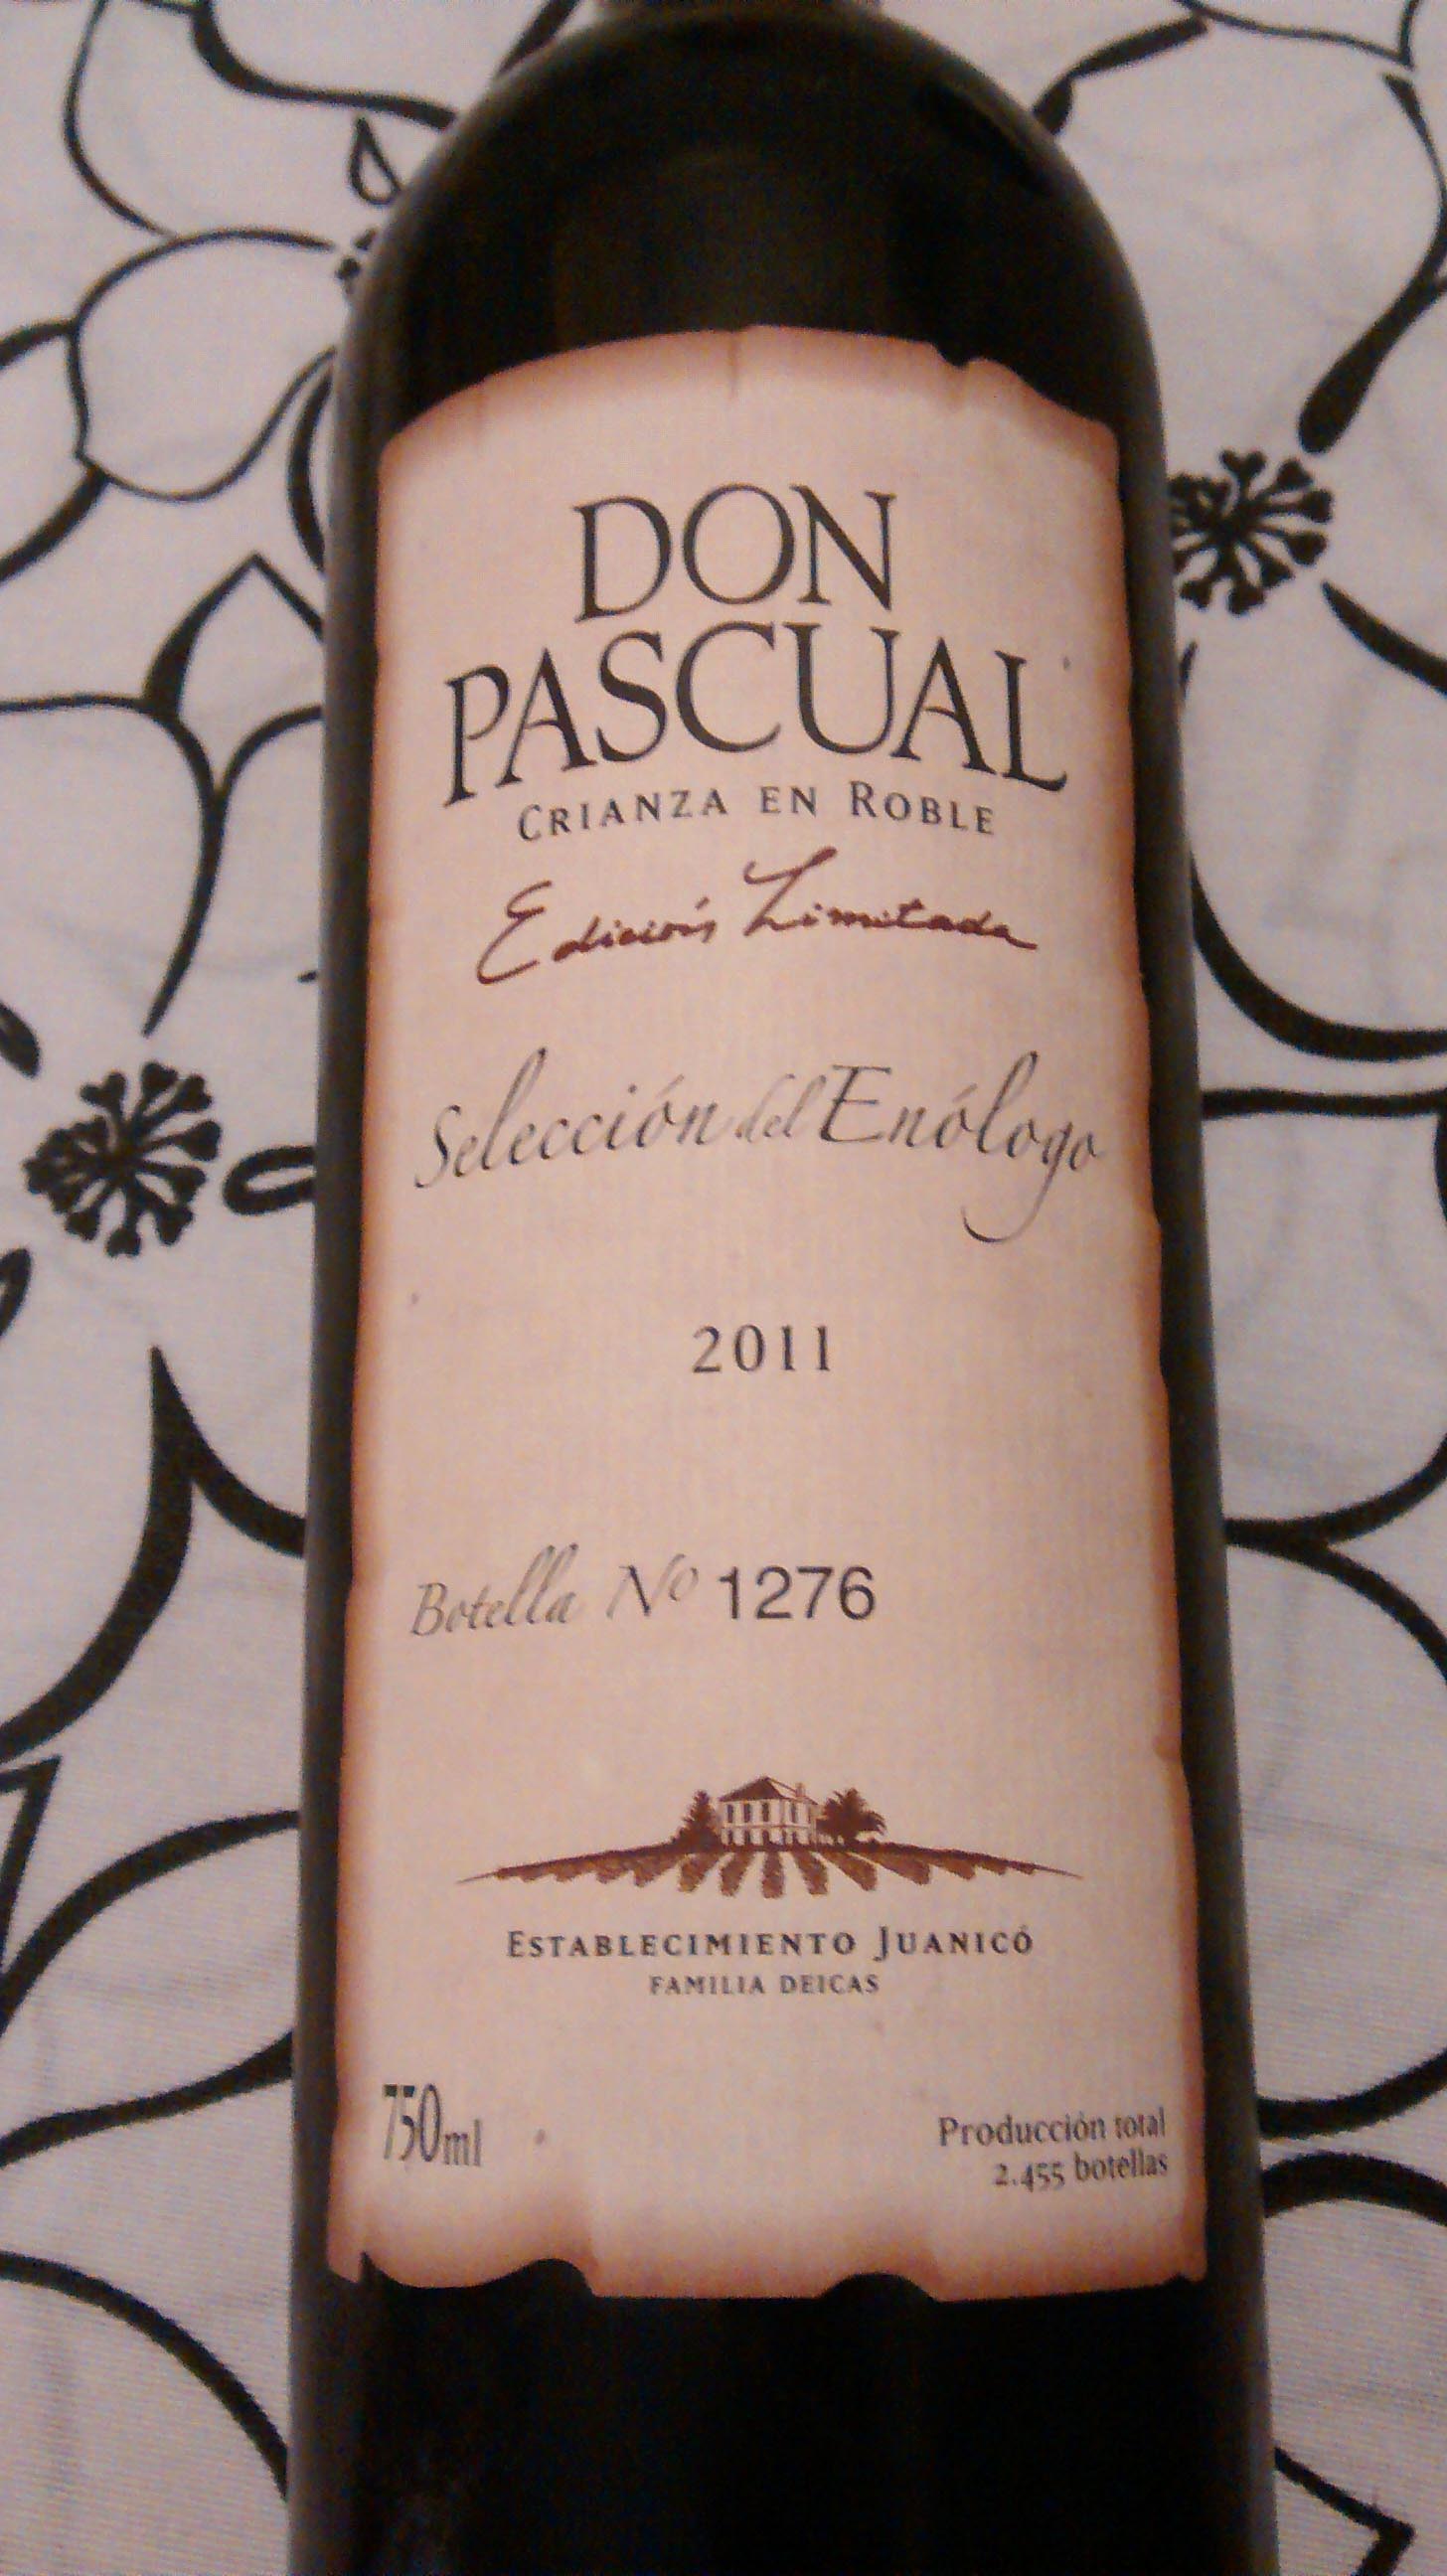 DON
PASCUAL
CRIANZA EN ROBLE
Edición Limitada
Selección del Enólogo
2011
Botella Nº 1276
ESTABLECIMIENTO JUANICÓ
FAMILIA DEICAS
750ml
Producción total
2.455 botellas